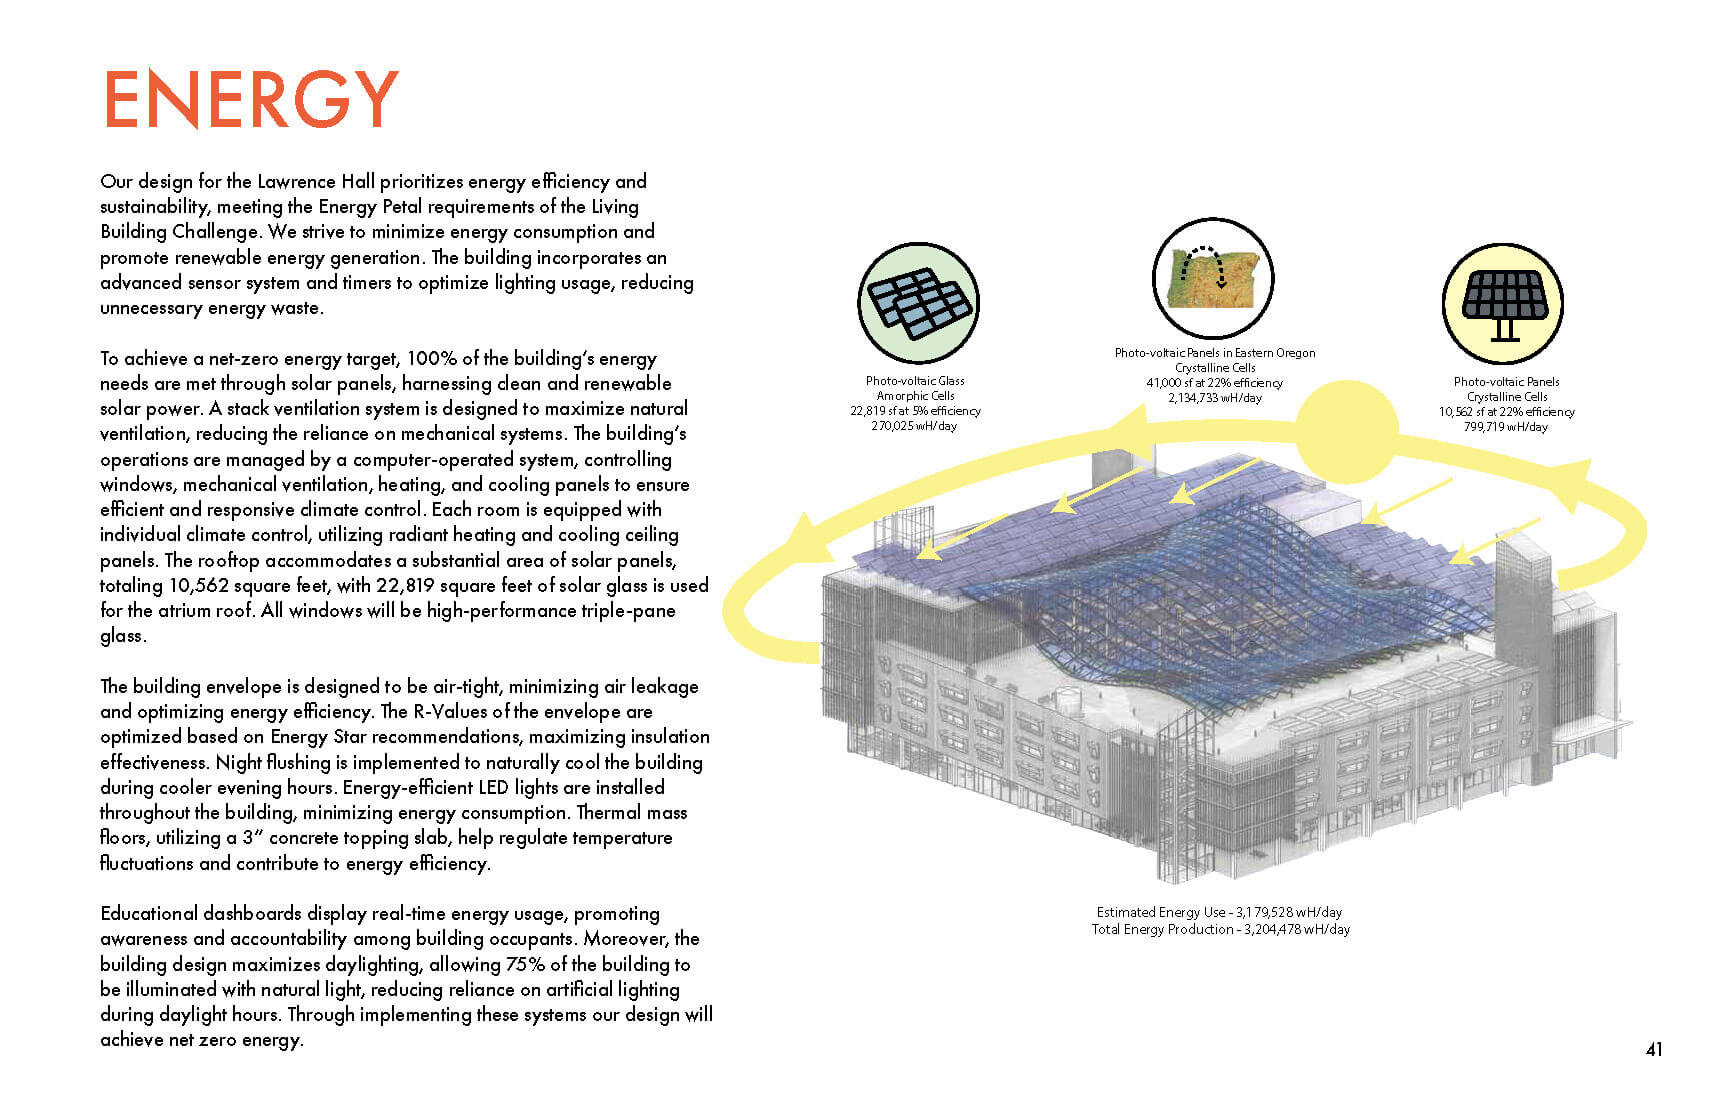 ENERGY
Our design for the Lawrence Hall prioritizes energy efficiency and
sustainability, meeting the Energy Petal requirements of the Living
Building Challenge. We strive to minimize energy consumption and
promote renewable energy generation. The building incorporates an
advanced sensor system and timers to optimize lighting usage, reducing
unnecessary energy waste.
To achieve a net-zero energy target, 100% of the building's energy
needs are met through solar panels, harnessing clean and renewable
solar power. A stack ventilation system is designed to maximize natural
ventilation, reducing the reliance on mechanical systems. The building's
operations are managed by a computer-operated system, controlling
windows, mechanical ventilation, heating, and cooling panels to ensure
efficient and responsive climate control. Each room is equipped with
individual climate control, utilizing radiant heating and cooling ceiling
panels. The rooftop accommodates a substantial area of solar panels,
totaling 10,562 square feet, with 22,819 square feet of solar glass is used
for the atrium roof. All windows will be high-performance triple-pane
glass.
The building envelope is designed to be air-tight, minimizing air leakage
and optimizing energy efficiency. The R-Values of the envelope are
optimized based on Energy Star recommendations, maximizing insulation
effectiveness. Night flushing is implemented to naturally cool the building
during cooler evening hours. Energy-efficient LED lights are installed
throughout the building, minimizing energy consumption. Thermal mass
floors, utilizing a 3" concrete topping slab, help regulate temperature
fluctuations and contribute to energy efficiency.
Educational dashboards display real-time energy usage, promoting
awareness and accountability among building occupants. Moreover, the
building design maximizes daylighting, allowing 75% of the building to
be illuminated with natural light, reducing reliance on artificial lighting
during daylight hours. Through implementing these systems our design will
achieve net zero energy.
Photo-voltaic Glass
Amorphic Cells
22,819 sf at 5% efficiency
270,025 wH/day
Photo-voltaic Panels in Eastern Oregon
Crystalline Cells
41,000 sf at 22% efficiency
2,134,733 wH/day
Photo-voltaic Panels
Crystalline Cells
10,562 sf at 22% efficiency
799,719 wH/day
Estimated Energy Use - 3,179,528 wH/day
Total Energy Production - 3,204,478 wH/day
41